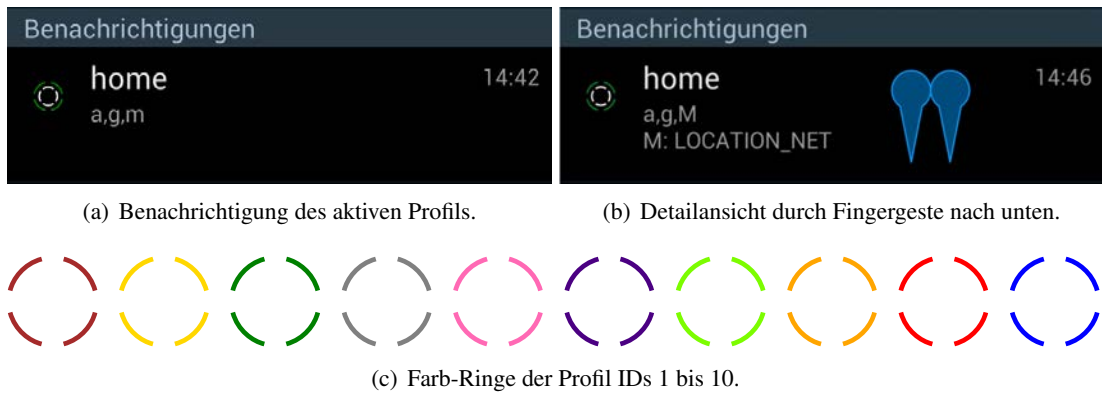 Benachrichtigungen
home
14:42
a,g,m
Benachrichtigungen
home
14:46
a,g,M
M: LOCATION_NET
(a) Benachrichtigung des aktiven Profils.
(b) Detailansicht durch Fingergeste nach unten.
(c) Farb-Ringe der Profil IDs 1 bis 10.